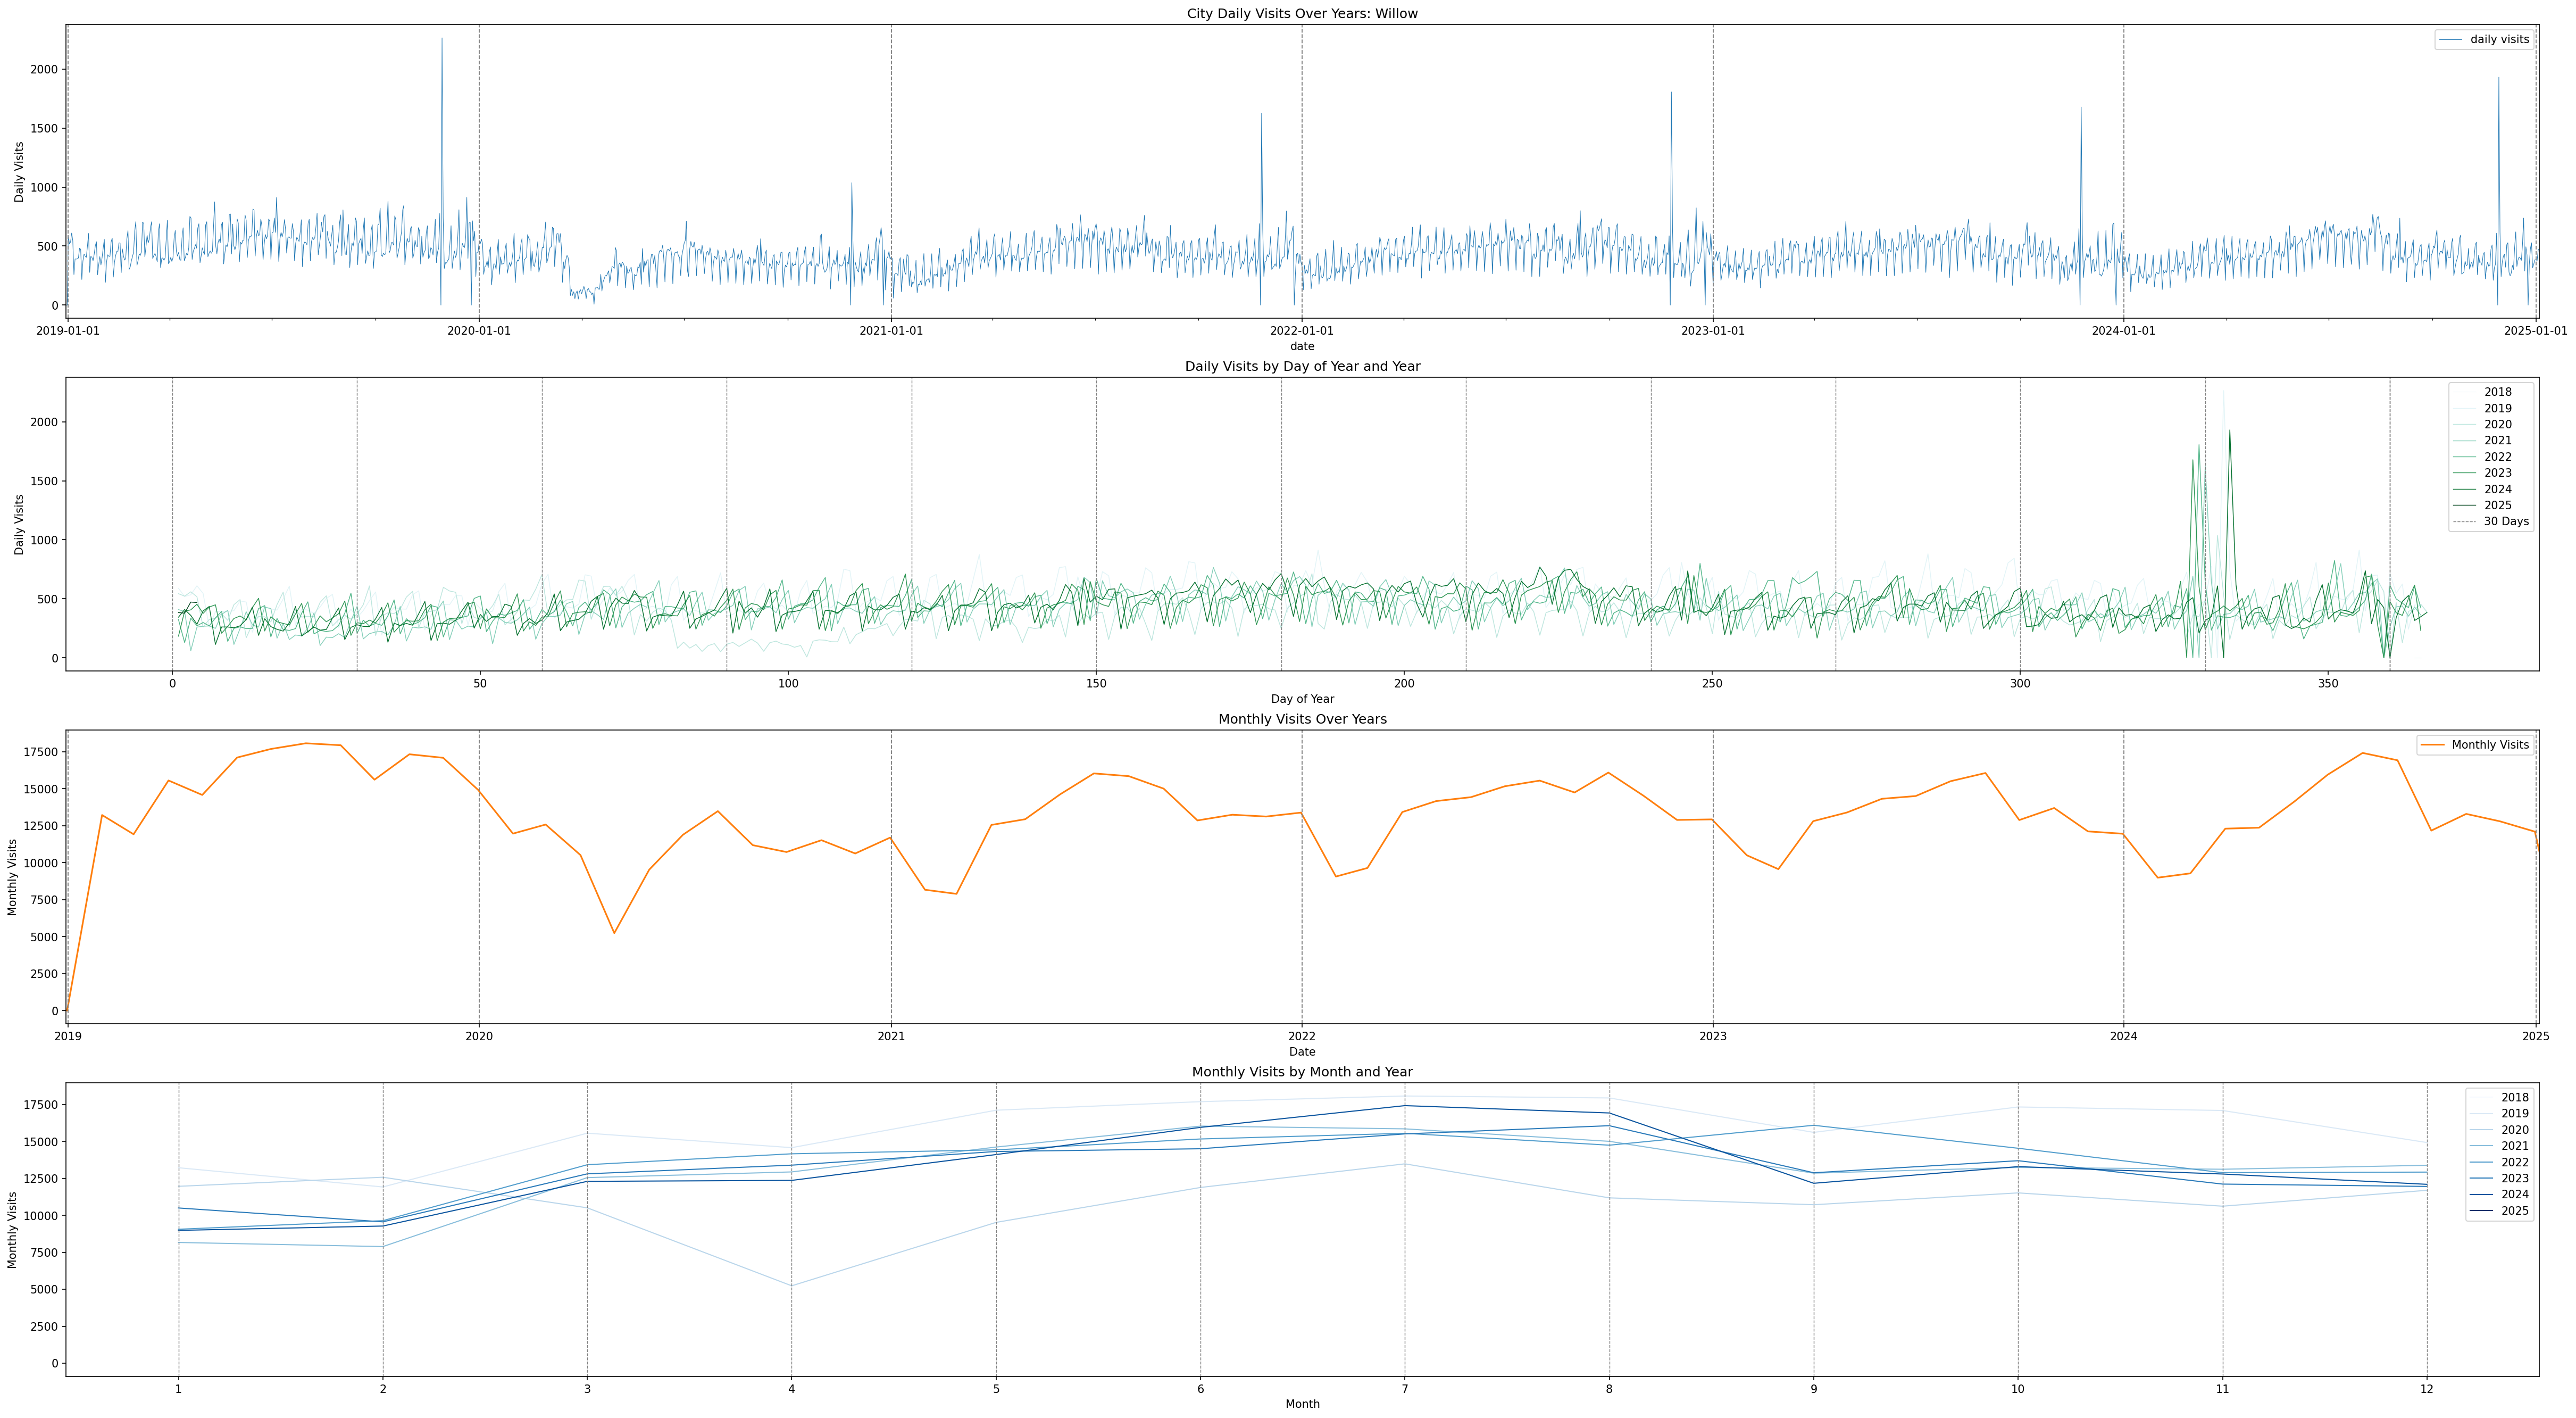 City Daily Visits Over Years: Willow
daily visits
Daily Visits
2000
1500
1000
500
0
2019-01-01 2020-01-01 2021-01-01 2022-01-01 2023-01-01 2024-01-01 2025-01-01
date
Daily Visits by Day of Year and Year
2018
2019
2020
2021
2022
2023
2024
2025
30 Days
Daily Visits
2000
1500
1000
500
0
0 50 100 150 200 250 300 350
Day of Year
Monthly Visits Over Years
Monthly Visits
Monthly Visits
17500
15000
12500
10000
7500
5000
2500
0
2019 2020 2021 2022 2023 2024 2025
Date
Monthly Visits by Month and Year
2018
2019
2020
2021
2022
2023
2024
2025
Monthly Visits
17500
15000
12500
10000
7500
5000
2500
0
1 2 3 4 5 6 7 8 9 10 11 12
Month